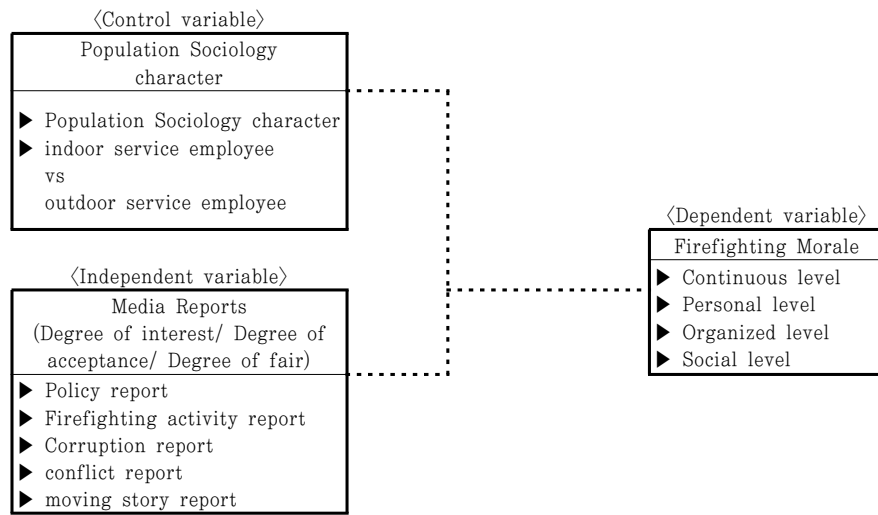 〈Control variable〉
Population Sociology
character
▶ Population Sociology character
▶ indoor service employee
vs
outdoor service employee
〈Independent variable〉
Media Reports
(Degree of interest/ Degree of
acceptance/ Degree of fair)
▶ Policy report
▶ Firefighting activity report
▶ Corruption report
▶ conflict report
▶ moving story report
〈Dependent variable〉
Firefighting Morale
▶ Continuous level
▶ Personal level
▶ Organized level
▶ Social level